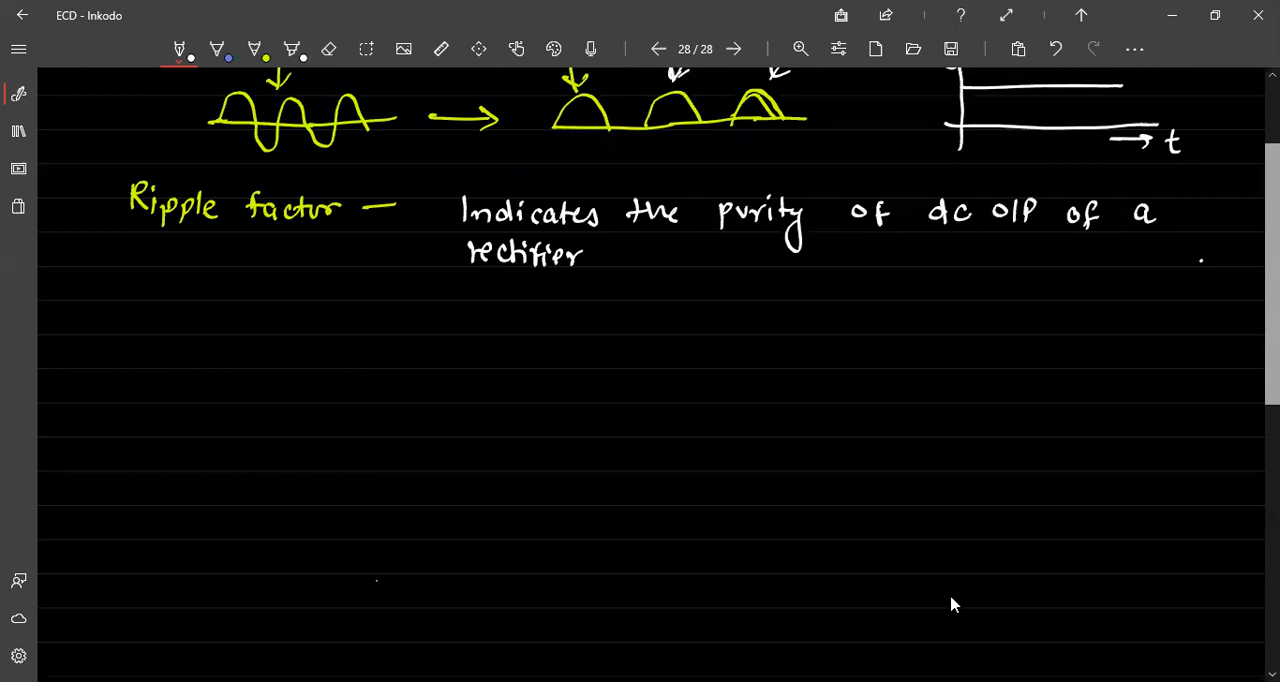 ECD - Inkodo
28 / 28
t
Ripple factor — Indicates the purity of dc o/p of a
rectifier